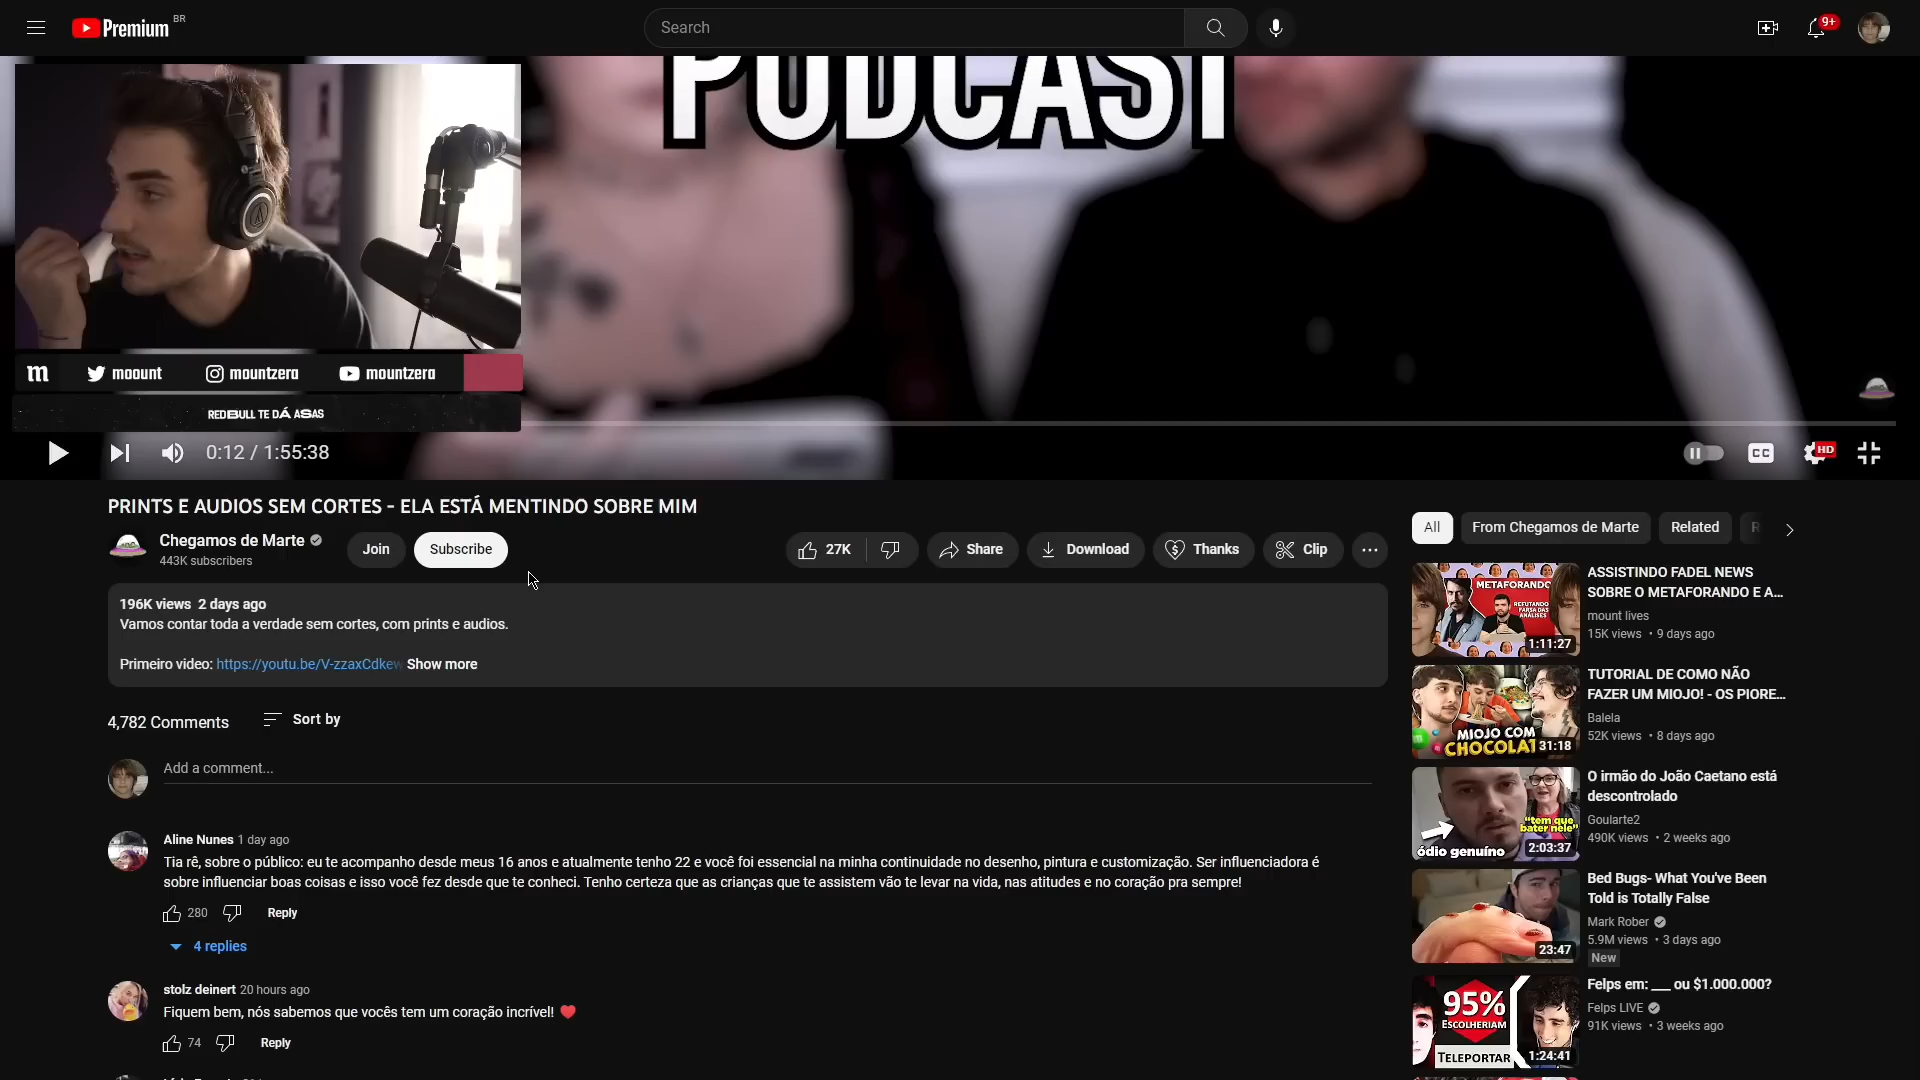 Premium BR
Search
9+
PODCAST
m moount mountzera mountzera
REDBULL TE DÁ ASAS
0:12 / 1:55:38
CC
HD
PRINTS E AUDIOS SEM CORTES - ELA ESTÁ MENTINDO SOBRE MIM
Chegamos de Marte
443K subscribers
Join
Subscribe
27K
Share
Download
Thanks
Clip
196K views 2 days ago
Vamos contar toda a verdade sem cortes, com prints e audios.
Primeiro video: https://youtu.be/V-zzaxCdkew Show more
4,782 Comments
Sort by
Add a comment...
Aline Nunes 1 day ago
Tia rê, sobre o público: eu te acompanho desde meus 16 anos e atualmente tenho 22 e você foi essencial na minha continuidade no desenho, pintura e customização. Ser influenciadora é
sobre influenciar boas coisas e isso você fez desde que te conheci. Tenho certeza que as crianças que te assistem vão te levar na vida, nas atitudes e no coração pra sempre!
280 Reply
4 replies
stolz deinert 20 hours ago
Fiquem bem, nós sabemos que vocês tem um coração incrível! ❤️
74 Reply
All From Chegamos de Marte Related
METAFORANDO
REFUTANDO
FARSA DAS
ANÁLISES
1:11:27
ASSISTINDO FADEL NEWS
SOBRE O METAFORANDO E A...
mount lives
15K views • 9 days ago
MIOJO COM
CHOCOLAT
31:18
TUTORIAL DE COMO NÃO
FAZER UM MIOJO! - OS PIORE...
Balela
52K views • 8 days ago
"tem que
bater nele"
ódio genuíno
2:03:37
O irmão do João Caetano está
descontrolado
Goularte2
490K views • 2 weeks ago
23:47
Bed Bugs- What You've Been
Told is Totally False
Mark Rober
5.9M views • 3 days ago
New
95%
ESCOLHERIAM
TELEPORTAR
1:24:41
Felps em: ___ ou $1.000.000?
Felps LIVE
91K views • 3 weeks ago